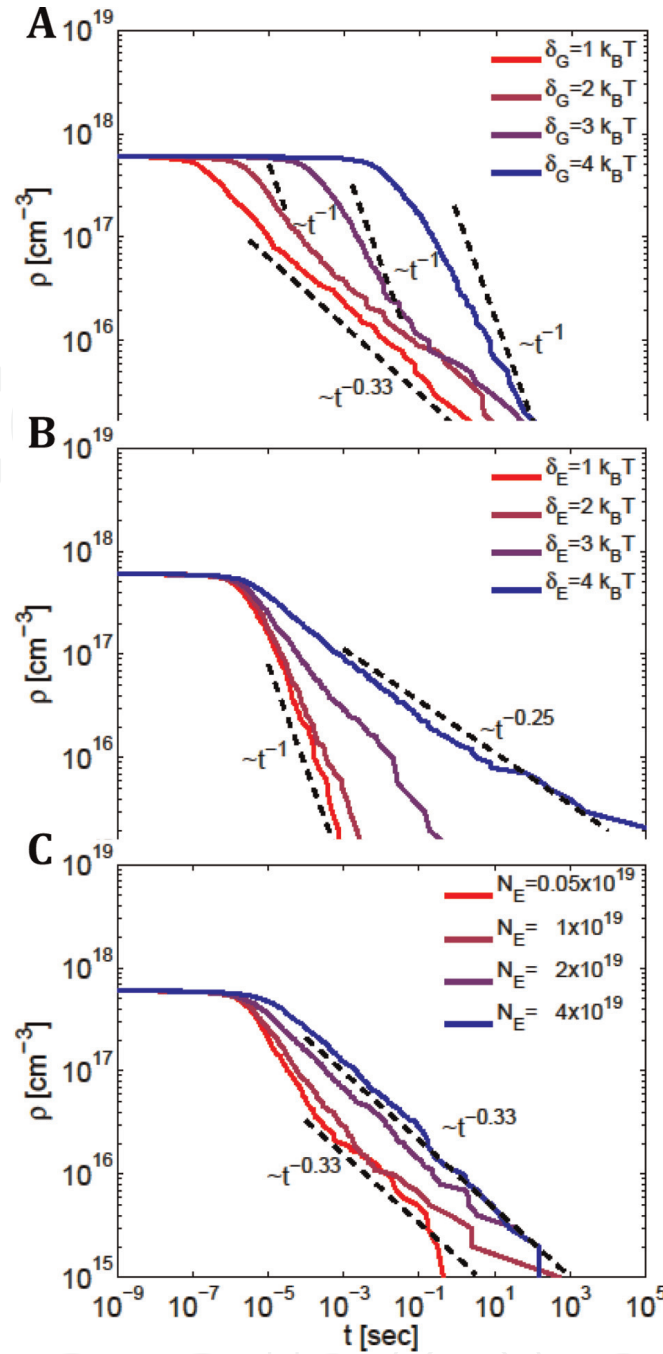 A
10^19
δ_G=1 k_BT
δ_G=2 k_BT
δ_G=3 k_BT
δ_G=4 k_BT
10^18
10^17
10^16
ρ [cm^-3]
~t^-1
~t^-1
~t^-1
~t^-0.33
B
10^19
δ_E=1 k_BT
δ_E=2 k_BT
δ_E=3 k_BT
δ_E=4 k_BT
10^18
10^17
10^16
ρ [cm^-3]
~t^-0.25
~t^-1
C
10^19
N_E=0.05x10^19
N_E= 1x10^19
N_E= 2x10^19
N_E= 4x10^19
10^18
10^17
10^16
10^15
ρ [cm^-3]
~t^-0.33
~t^-0.33
10^-9 10^-7 10^-5 10^-3 10^-1 10^1 10^3 10^5
t [sec]